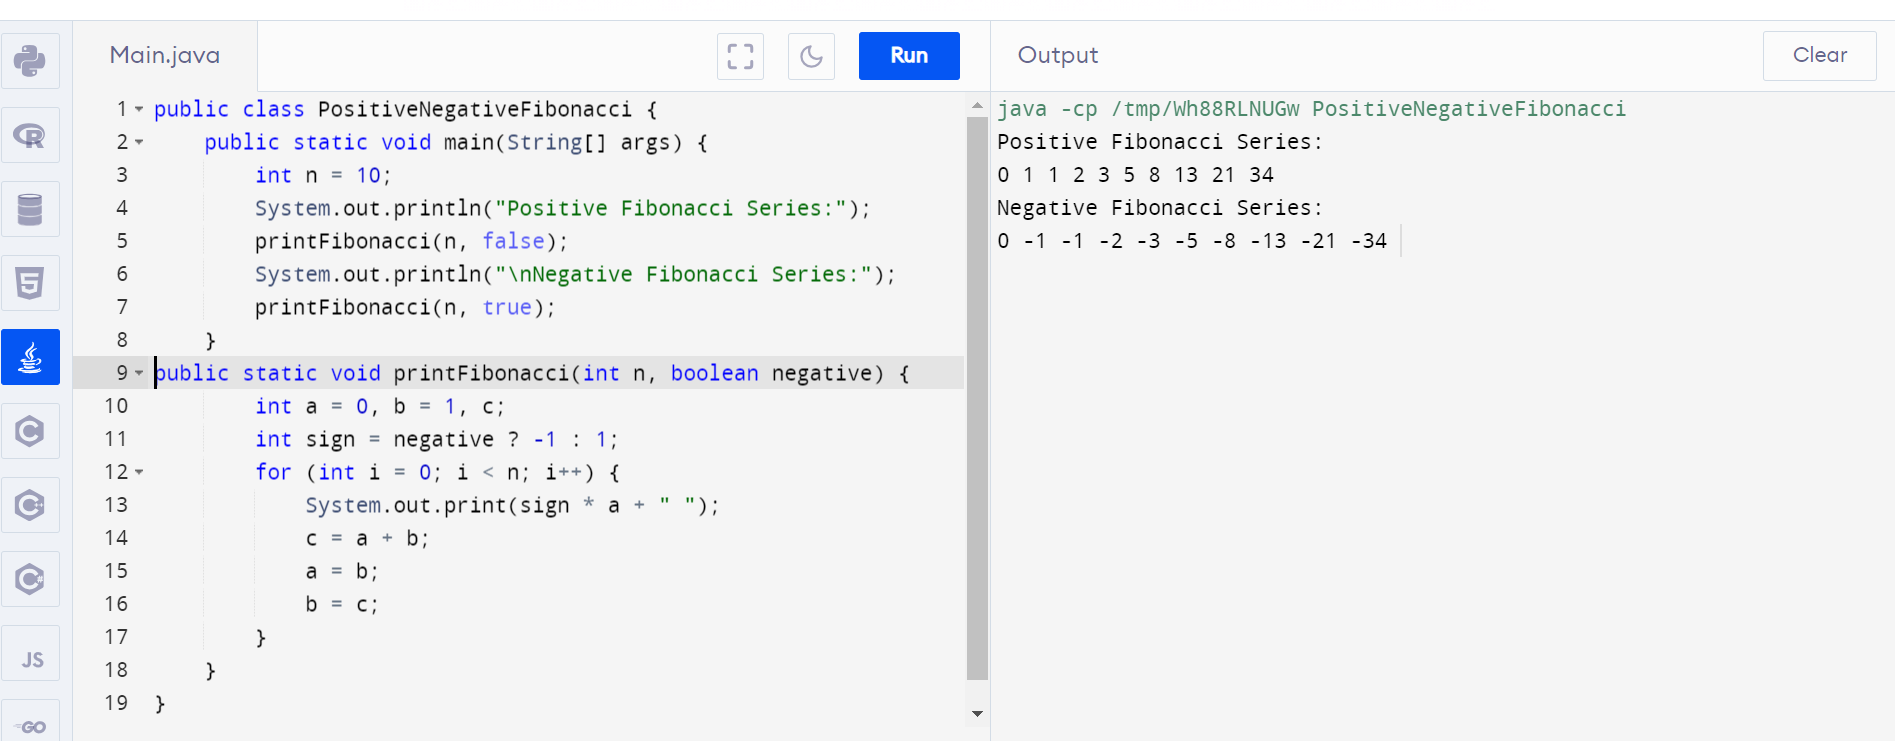 Main.java
Run
Output
Clear
1 public class PositiveNegativeFibonacci {
2     public static void main(String[] args) {
3         int n = 10;
4         System.out.println("Positive Fibonacci Series:");
5         printFibonacci(n, false);
6         System.out.println("\nNegative Fibonacci Series:");
7         printFibonacci(n, true);
8     }
9 public static void printFibonacci(int n, boolean negative) {
10         int a = 0, b = 1, c;
11         int sign = negative ? -1 : 1;
12         for (int i = 0; i < n; i++) {
13             System.out.print(sign * a + " ");
14             c = a + b;
15             a = b;
16             b = c;
17         }
18     }
19 }
java -cp /tmp/Wh88RLNUGw PositiveNegativeFibonacci
Positive Fibonacci Series:
0 1 1 2 3 5 8 13 21 34
Negative Fibonacci Series:
0 -1 -1 -2 -3 -5 -8 -13 -21 -34
R
5
C
C
C#
JS
GO